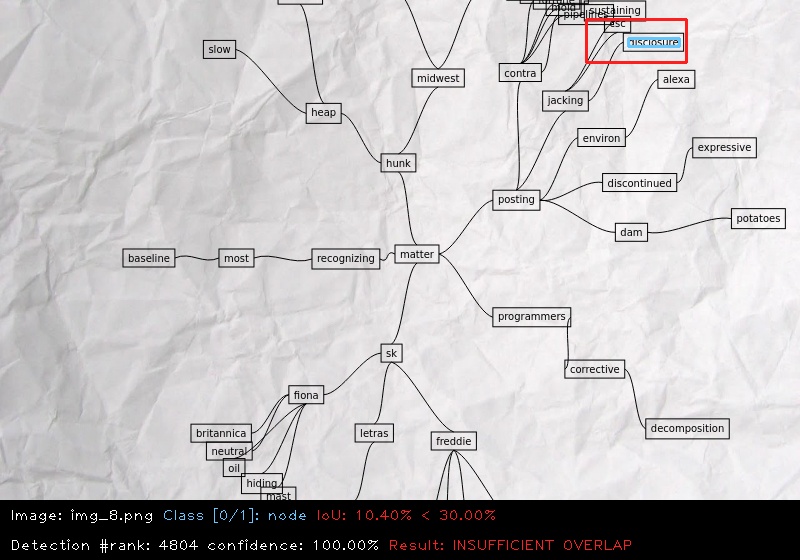 sustaining
pipelines
esc
disclosure
slow
midwest
contra
alexa
jacking
heap
environ
expressive
hunk
discontinued
posting
potatoes
dam
baseline
most
recognizing
matter
programmers
sk
corrective
fiona
britannica
letras
decomposition
freddie
neutral
oil
hiding
mast
Image: img_8.png Class [0/1]: node IoU: 10.40% < 30.00%
Detection #rank: 4804 confidence: 100.00% Result: INSUFFICIENT OVERLAP